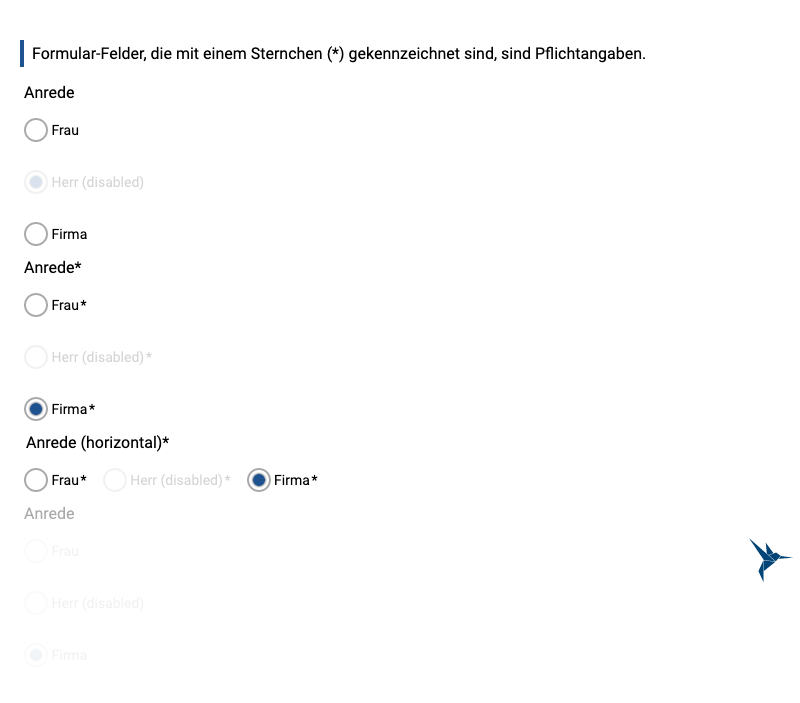 Formular-Felder, die mit einem Sternchen (*) gekennzeichnet sind, sind Pflichtangaben.
Anrede
Frau
Herr (disabled)
Firma
Anrede*
Frau*
Herr (disabled)*
Firma*
Anrede (horizontal)*
Frau* Herr (disabled)* Firma*
Anrede
Frau
Herr (disabled)
Firma